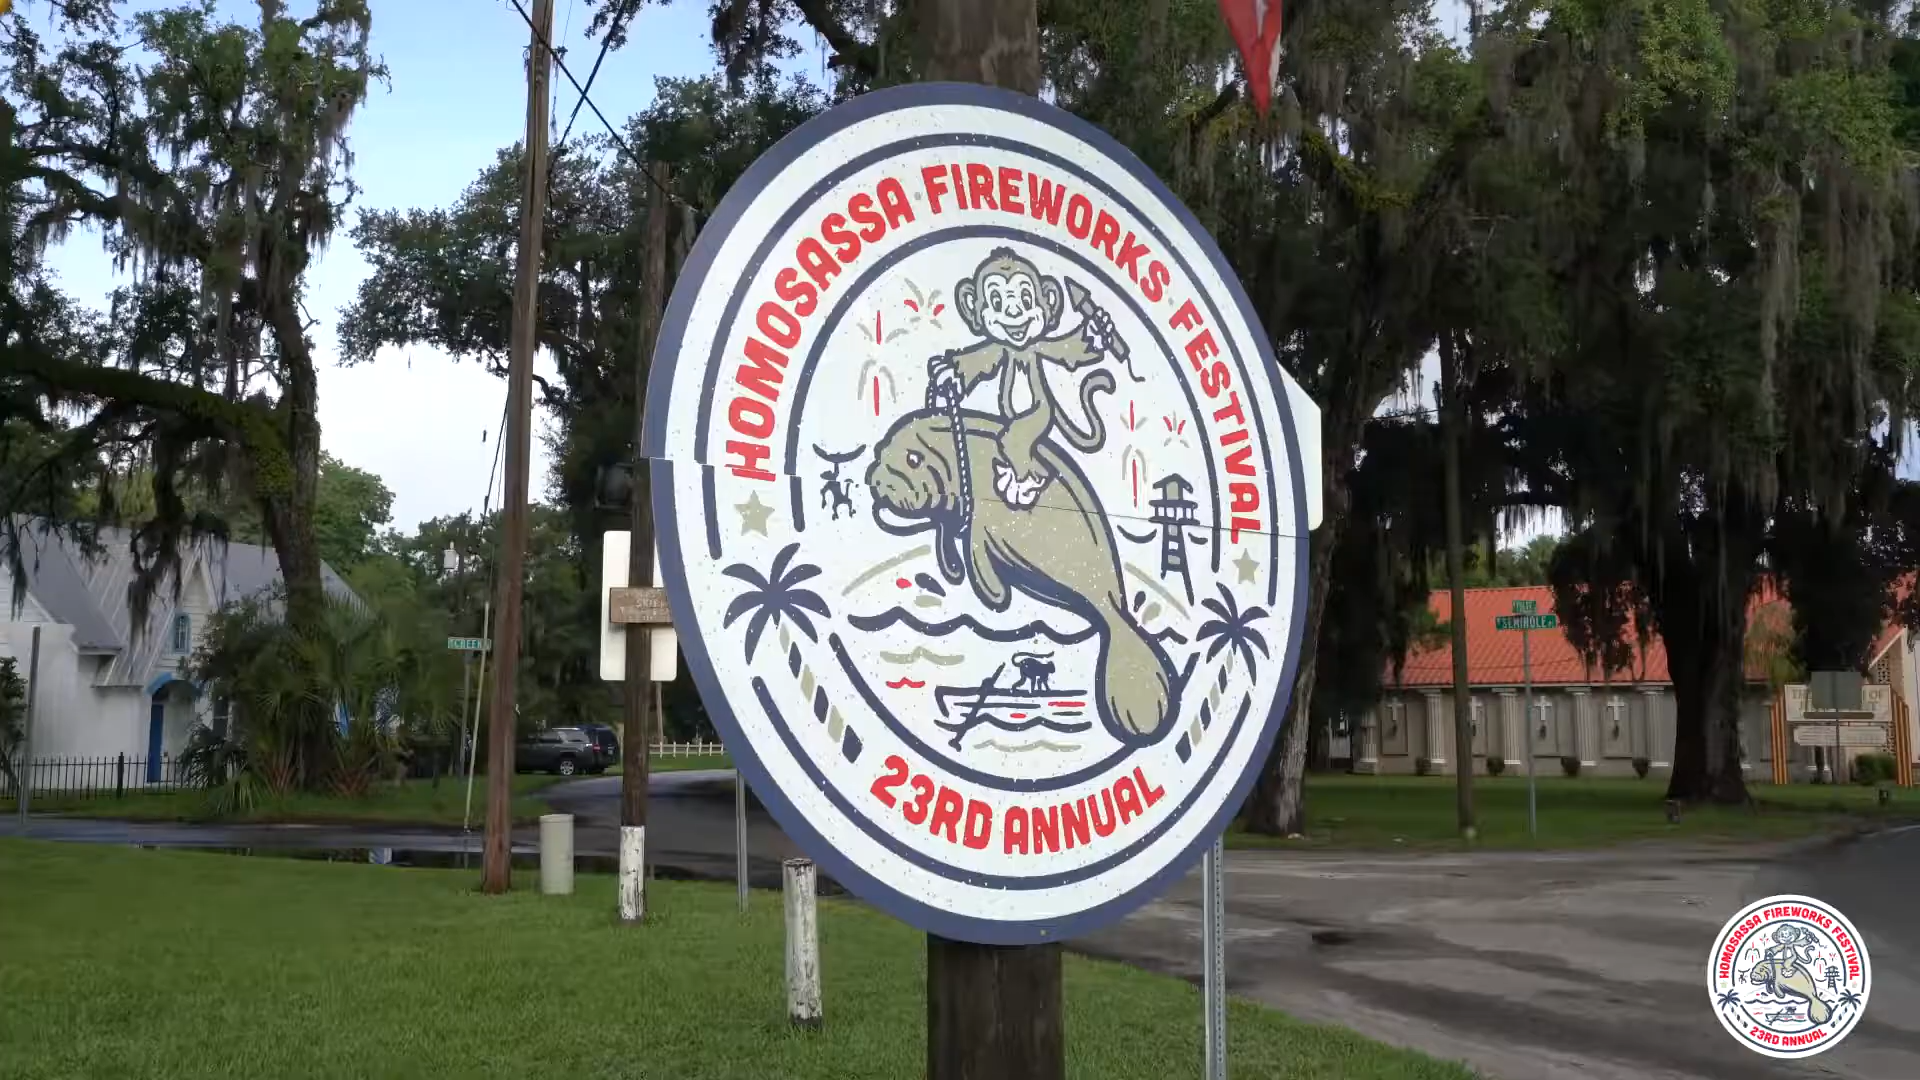 HOMOSASSA FIREWORKS FESTIVAL
23RD ANNUAL
SEMINOLE
HOMOSASSA FIREWORKS FESTIVAL
23RD ANNUAL